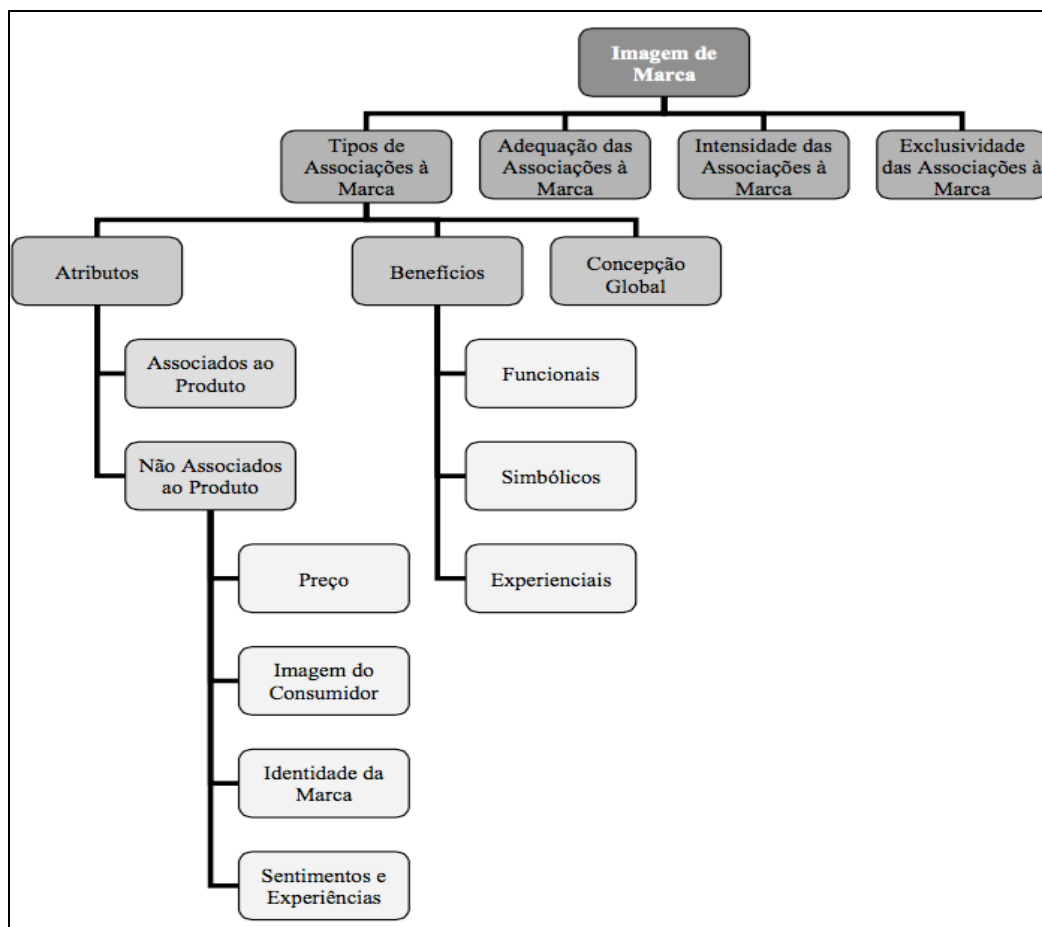 Imagem de
Marca
Tipos de
Associações à
Marca
Adequação das
Associações à
Marca
Intensidade das
Associações à
Marca
Exclusividade
das Associações à
Marca
Atributos
Benefícios
Concepção
Global
Associados ao
Produto
Funcionais
Não Associados
ao Produto
Simbólicos
Preço
Experienciais
Imagem do
Consumidor
Identidade da
Marca
Sentimentos e
Experiências